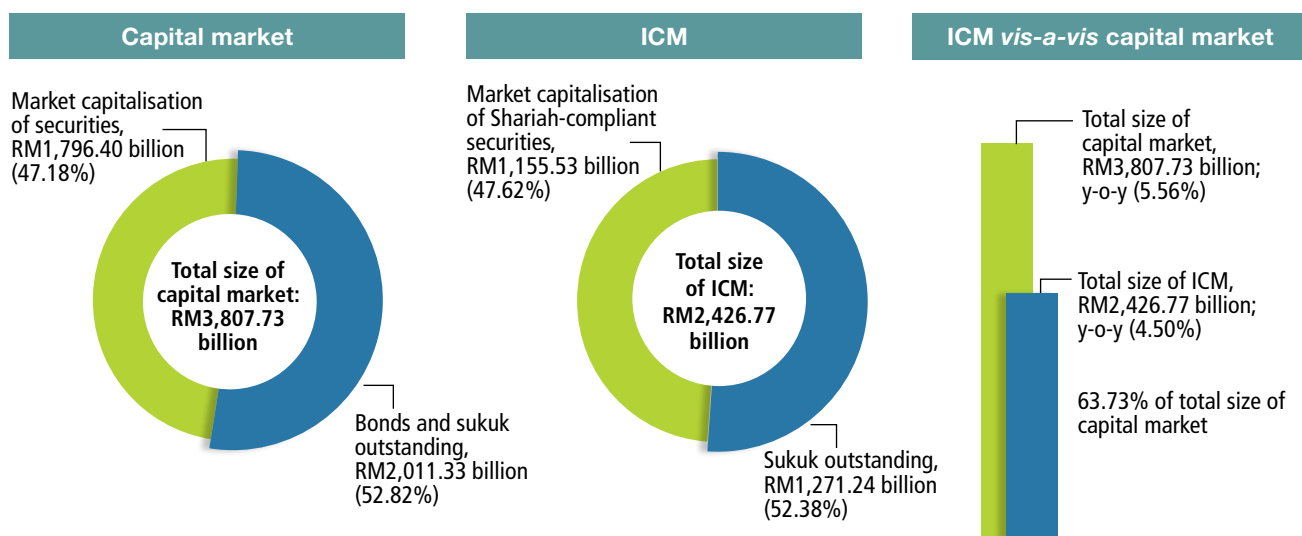 Capital market
Market capitalisation
of securities,
RM1,796.40 billion
(47.18%)
Total size of
capital market:
RM3,807.73
billion
Bonds and sukuk
outstanding,
RM2,011.33 billion
(52.82%)
ICM
Market capitalisation
of Shariah-compliant
securities,
RM1,155.53 billion
(47.62%)
Total size
of ICM:
RM2,426.77
billion
Sukuk outstanding,
RM1,271.24 billion
(52.38%)
ICM vis-a-vis capital market
Total size of
capital market,
RM3,807.73 billion;
y-o-y (5.56%)
Total size of ICM,
RM2,426.77 billion;
y-o-y (4.50%)
63.73% of total size of
capital market